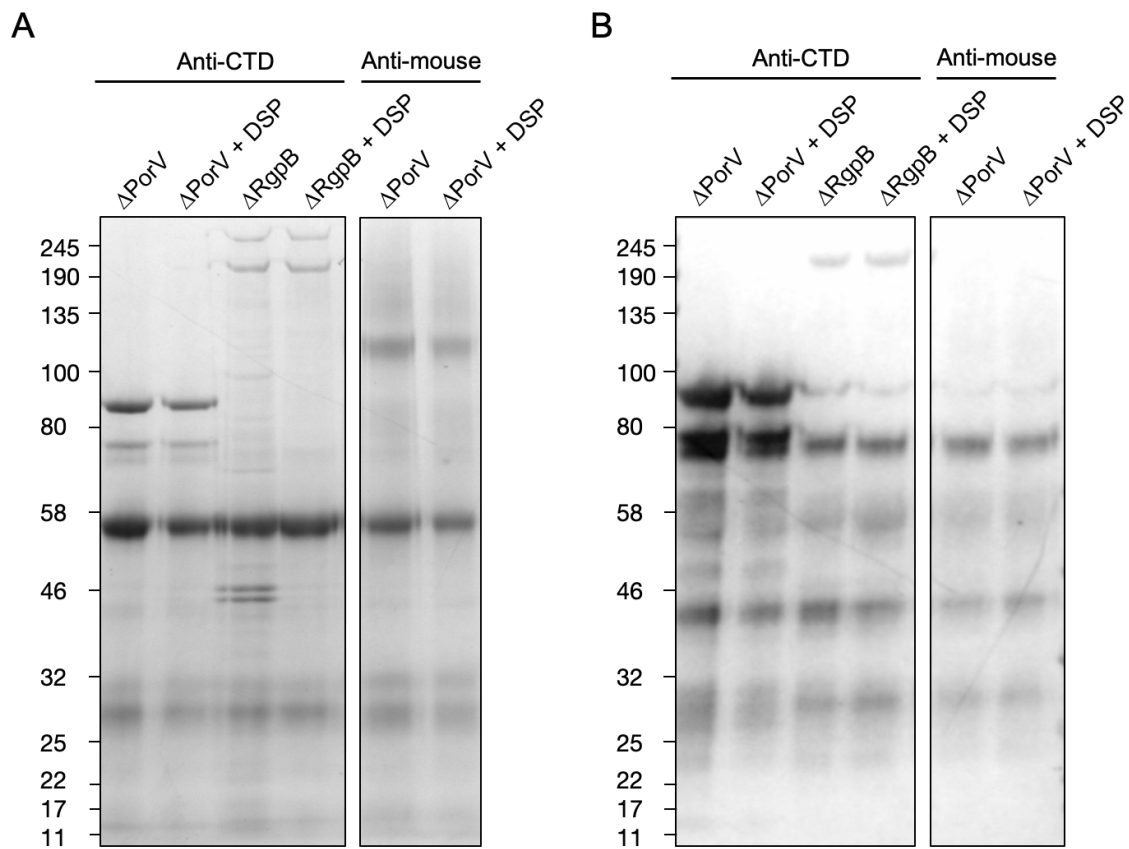 A
Anti-CTD
Anti-mouse
ΔPorV
ΔPorV + DSP
ΔRgpB
ΔRgpB + DSP
ΔPorV
ΔPorV + DSP
245
190
135
100
80
58
46
32
25
22
17
11
B
Anti-CTD
Anti-mouse
ΔPorV
ΔPorV + DSP
ΔRgpB
ΔRgpB + DSP
ΔPorV
ΔPorV + DSP
245
190
135
100
80
58
46
32
25
22
17
11